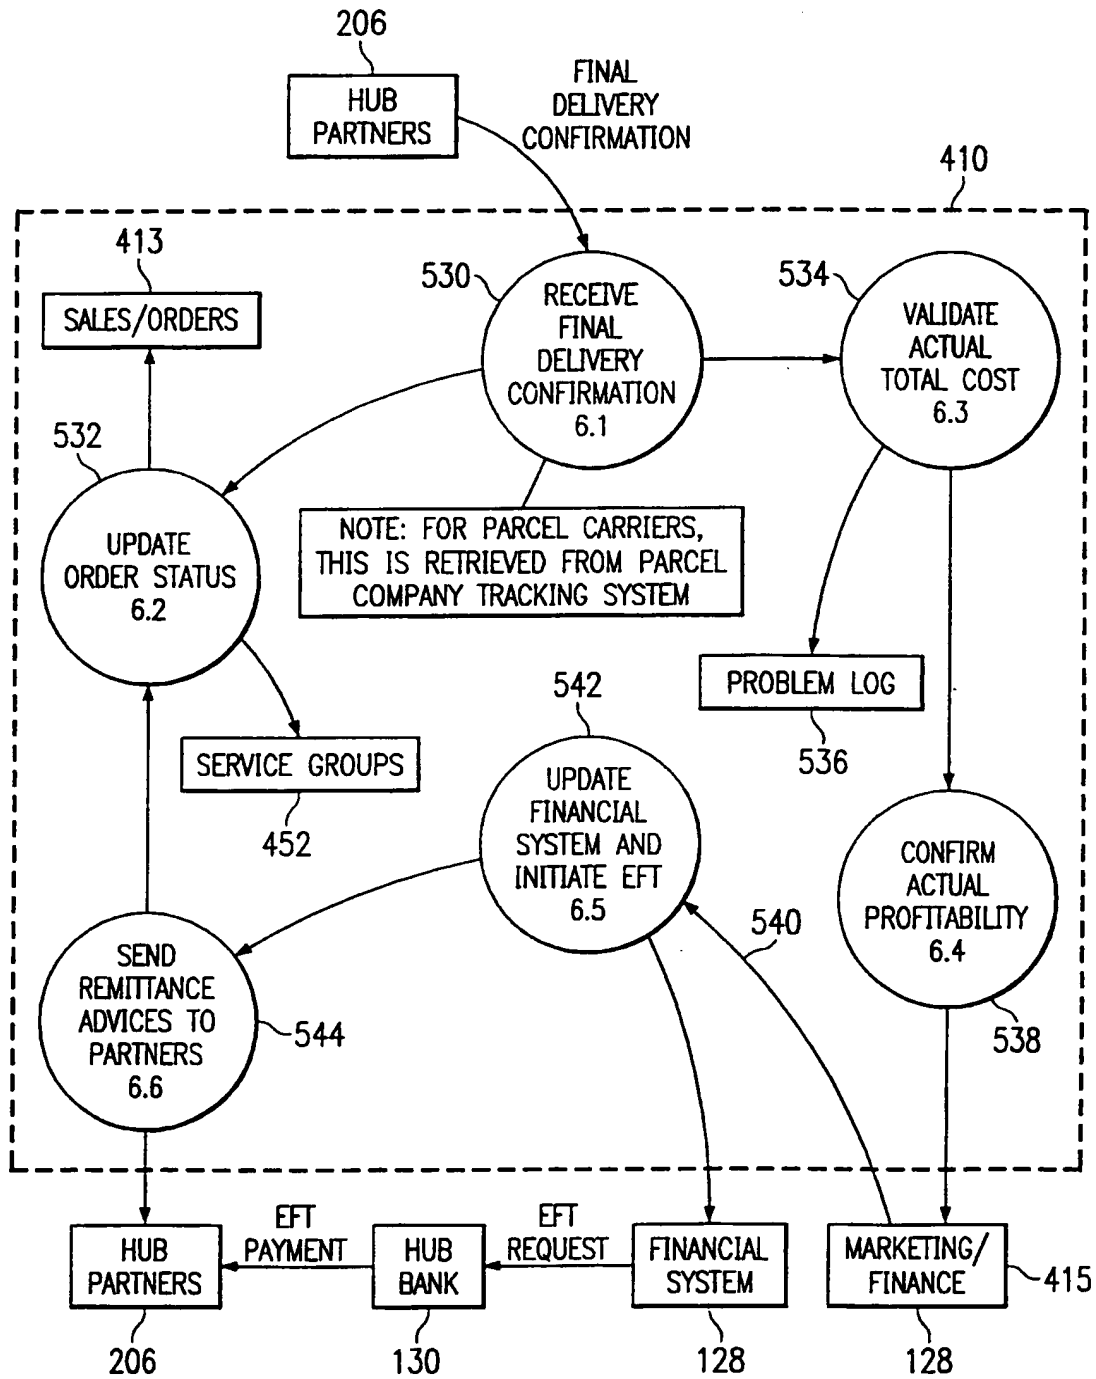 206
HUB
PARTNERS
FINAL
DELIVERY
CONFIRMATION
410
413
SALES/ORDERS
530
RECEIVE
FINAL
DELIVERY
CONFIRMATION
6.1
534
VALIDATE
ACTUAL
TOTAL COST
6.3
532
UPDATE
ORDER STATUS
6.2
NOTE: FOR PARCEL CARRIERS,
THIS IS RETRIEVED FROM PARCEL
COMPANY TRACKING SYSTEM
PROBLEM LOG
536
SERVICE GROUPS
452
542
UPDATE
FINANCIAL
SYSTEM AND
INITIATE EFT
6.5
CONFIRM
ACTUAL
PROFITABILITY
6.4
538
540
SEND
REMITTANCE
ADVICES TO
PARTNERS
6.6
544
HUB
PARTNERS
206
EFT
PAYMENT
HUB
BANK
130
EFT
REQUEST
FINANCIAL
SYSTEM
128
MARKETING/
FINANCE
415
128